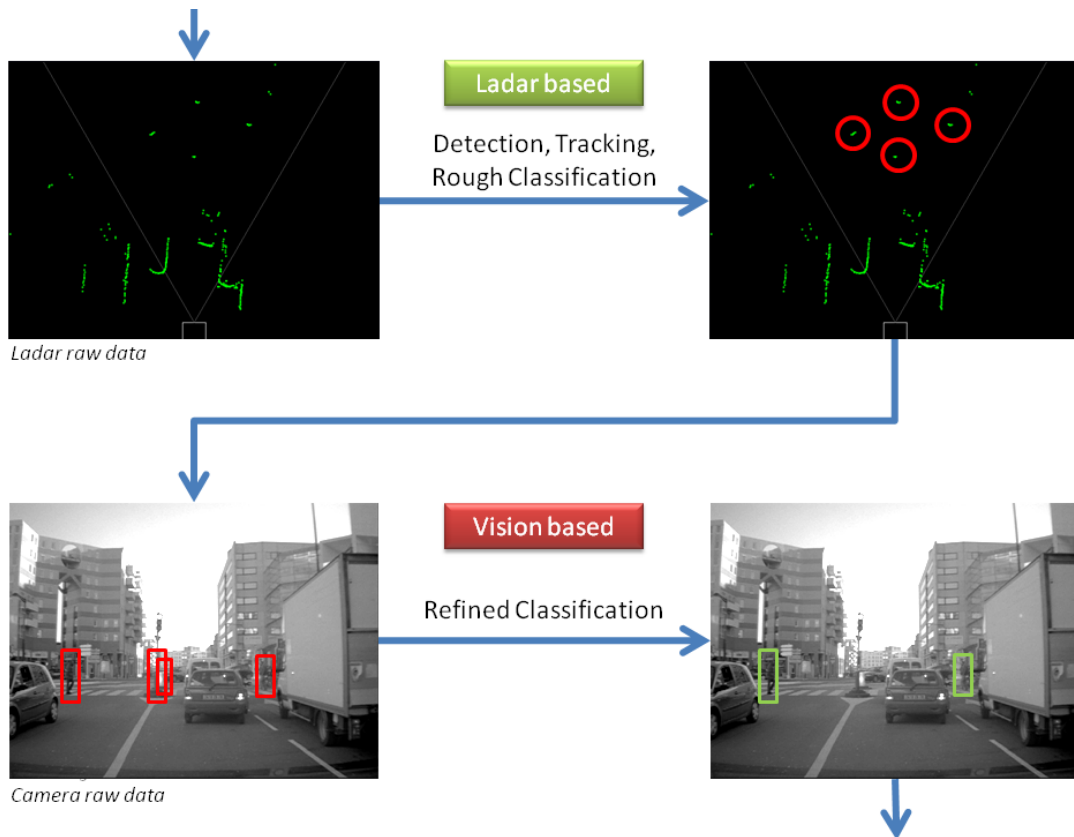 Ladar based
Detection, Tracking,
Rough Classification
Ladar raw data
Vision based
Refined Classification
Camera raw data